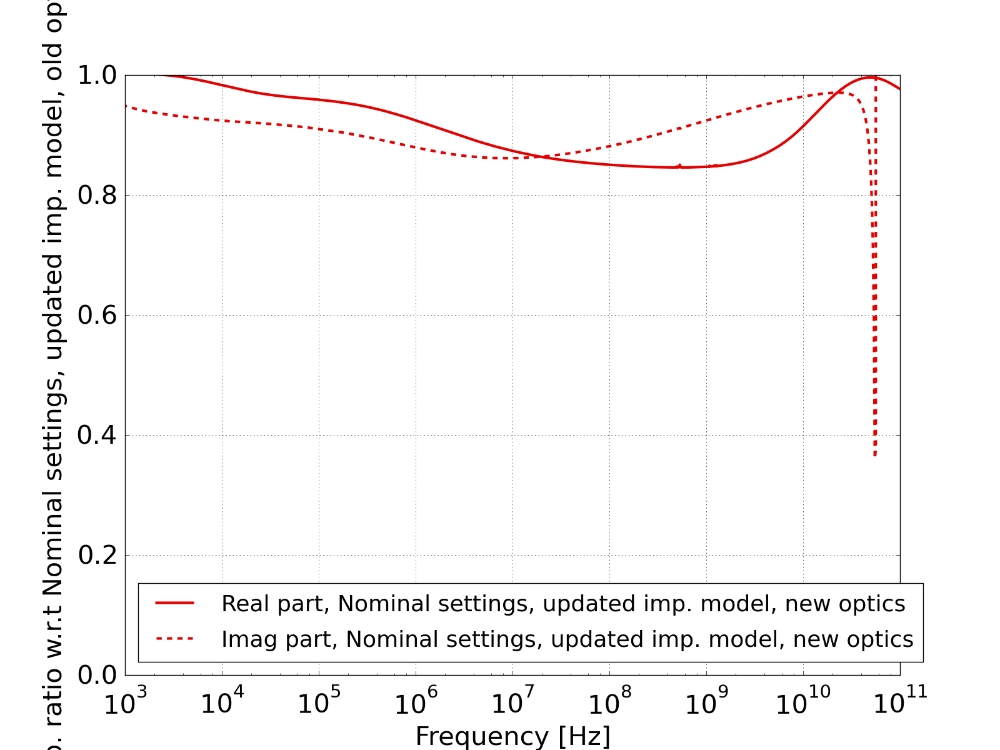 1.0
0.8
0.6
0.4
0.2
0.0
ratio w.r.t Nominal settings, updated imp. model, old
Real part, Nominal settings, updated imp. model, new optics
Imag part, Nominal settings, updated imp. model, new optics
10³ 10⁴ 10⁵ 10⁶ 10⁷ 10⁸ 10⁹ 10¹⁰ 10¹¹
Frequency [Hz]